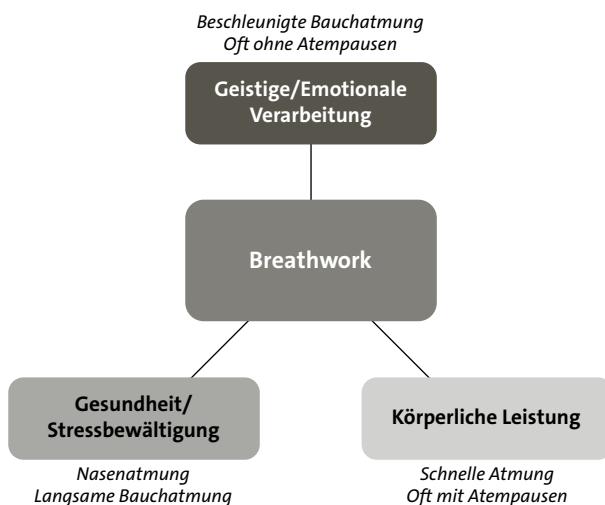 Beschleunigte Bauchatmung
Oft ohne Atempausen
Geistige/Emotionale
Verarbeitung
Breathwork
Gesundheit/
Stressbewältigung
Nasenatmung
Langsame Bauchatmung
Körperliche Leistung
Schnelle Atmung
Oft mit Atempausen